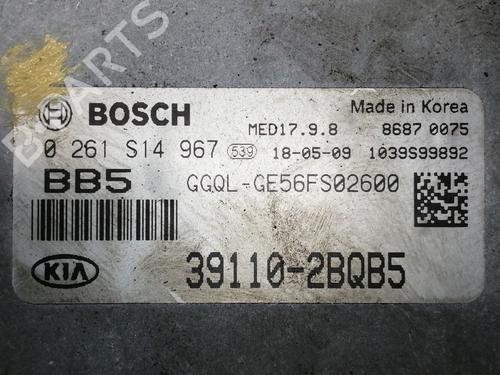 B-PARTS
BOSCH
Made in Korea
MED17.9.8 8687 0075
0 261 S14 967 539 18-05-09 1039S99892
BB5 GGQL-GE56FS02600
KIA 39110-2BQB5